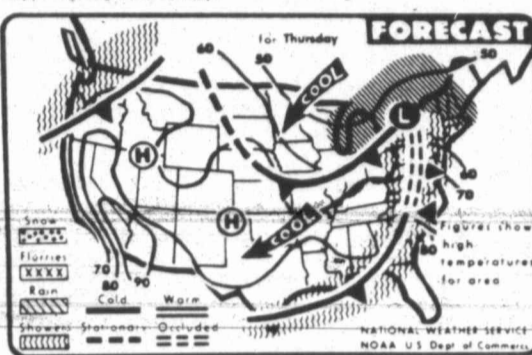 FORECAST
for Thursday
60
50
50
COOL
L
H
60
70
H
COOL
80
Snow
Flurries
Rain
Showers
70
80
90
Cold
Warm
Stationary
Occluded
Figures show
high
temperatures
for area
NATIONAL WEATHER SERVICE
NOAA U S Dept of Commerce